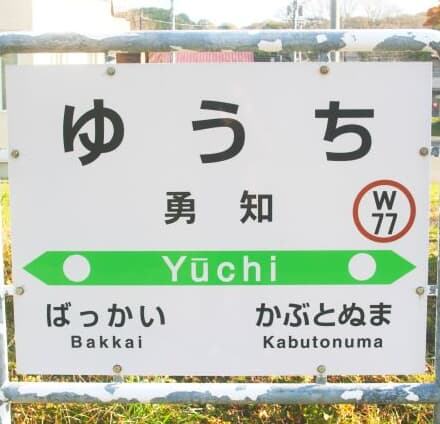 ゆうち
勇知
W
77
Yūchi
ばっかい
かぶとぬま
Bakkai
Kabutonuma